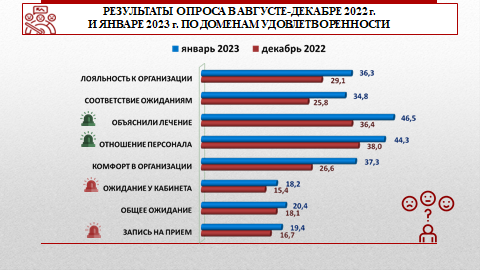 РЕЗУЛЬТАТЫ ОПРОСА В АВГУСТЕ-ДЕКАБРЕ 2022 г.
И ЯНВАРЕ 2023 г. ПО ДОМЕНАМ УДОВЛЕТВОРЕННОСТИ
январь 2023 декабрь 2022
ЛОЯЛЬНОСТЬ К ОРГАНИЗАЦИИ 36,3
29,1
СООТВЕТСТВИЕ ОЖИДАНИЯМ 34,8
25,8
ОБЪЯСНИЛИ ЛЕЧЕНИЕ 46,5
36,4
ОТНОШЕНИЕ ПЕРСОНАЛА 44,3
38,0
КОМФОРТ В ОРГАНИЗАЦИИ 37,3
26,6
ОЖИДАНИЕ У КАБИНЕТА 18,2
15,4
ОБЩЕЕ ОЖИДАНИЕ 20,4
18,1
ЗАПИСЬ НА ПРИЕМ 19,4
16,7
?